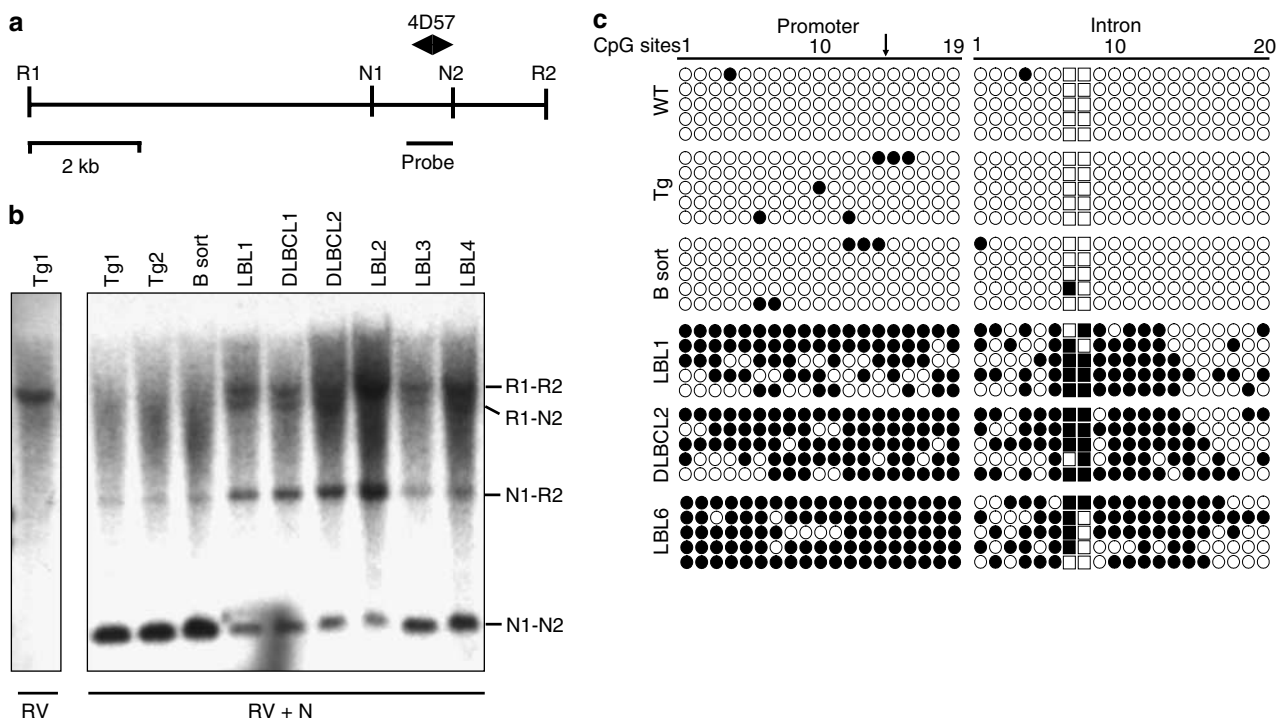 a
4D57
R1 N1 N2 R2
2 kb
Probe
b
Tg1
Tg1 Tg2 B sort LBL1 DLBCL1 DLBCL2 LBL2 LBL3 LBL4
R1-R2
R1-N2
N1-R2
N1-N2
RV
RV + N
c
Promoter Intron
CpG sites 1 10 19 1 10 20
WT
Tg
B sort
LBL1
DLBCL2
LBL6